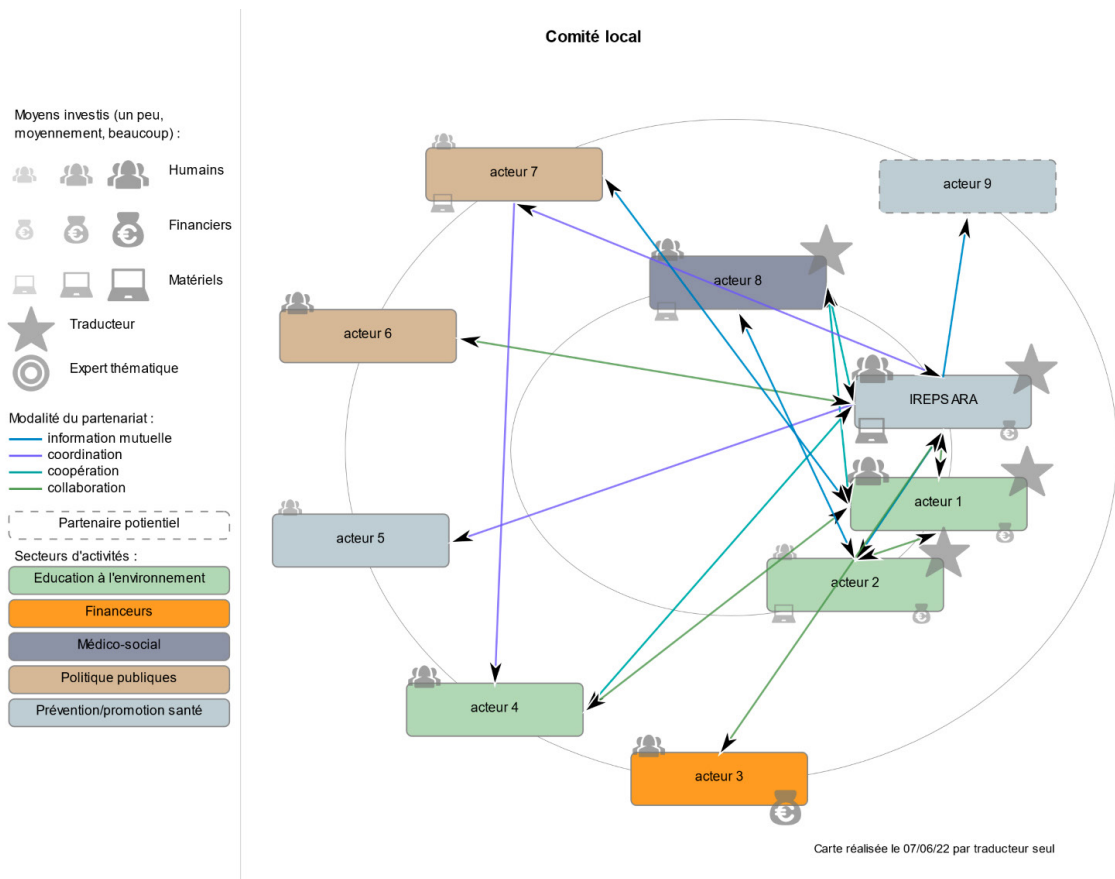 Comité local
Moyens investis (un peu,
moyennement, beaucoup) :
Humains
Financiers
Matériels
Traducteur
Expert thématique
Modalité du partenariat :
information mutuelle
coordination
coopération
collaboration
Partenaire potientiel
Secteurs d'activités :
Education à l'environnement
Financeurs
Médico-social
Politique publiques
Prévention/promotion santé
acteur 7
acteur 9
acteur 8
acteur 6
IREPS ARA
acteur 1
acteur 5
acteur 2
acteur 4
acteur 3
Carte réalisée le 07/06/22 par traducteur seul